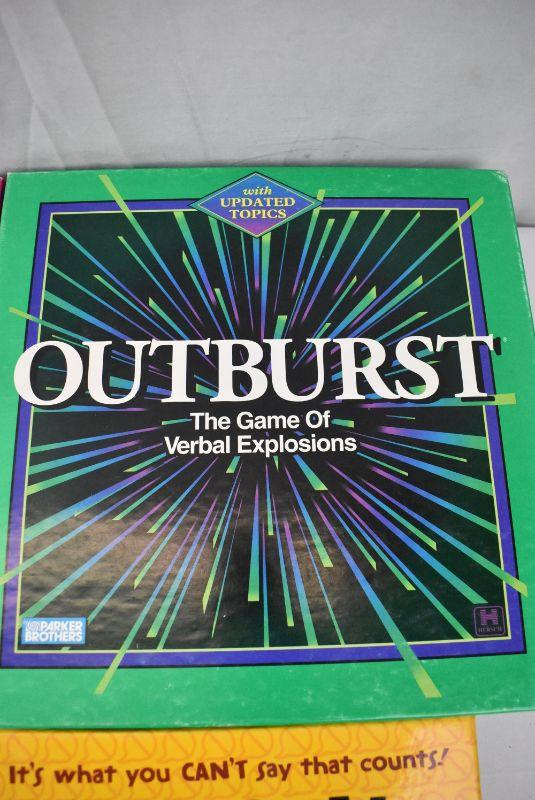 with
UPDATED
TOPICS
OUTBURST®
The Game Of
Verbal Explosions
PARKER
BROTHERS
H
HERSCH
It's what you CAN'T say that counts!